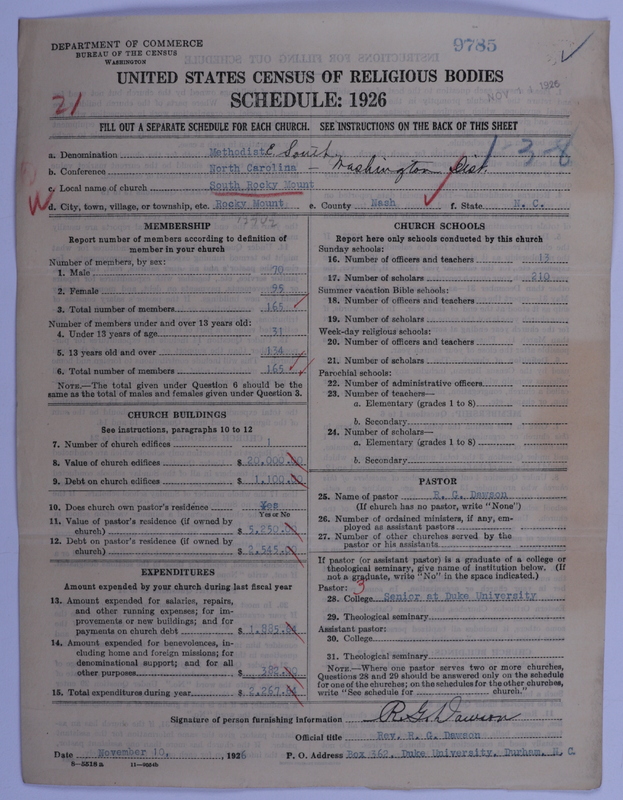 DEPARTMENT OF COMMERCE
BUREAU OF THE CENSUS
WASHINGTON
9785
UNITED STATES CENSUS OF RELIGIOUS BODIES
SCHEDULE: 1926
NOV 1926
21
FILL OUT A SEPARATE SCHEDULE FOR EACH CHURCH. SEE INSTRUCTIONS ON THE BACK OF THIS SHEET
1-3-8
a. Denomination Methodist E. South
b. Conference North Carolina — Washington Dist.
c. Local name of church South Rocky Mount
d. City, town, village, or township, etc. Rocky Mount e. County Nash f. State N. C.
MEMBERSHIP
Report number of members according to definition of
member in your church
Number of members, by sex:
1. Male 70
2. Female 95
3. Total number of members 165
Number of members under and over 13 years old:
4. Under 13 years of age 31
5. 13 years old and over 134
6. Total number of members 165
NOTE.—The total given under Question 6 should be the
same as the total of males and females given under Question 3.
CHURCH BUILDINGS
See instructions, paragraphs 10 to 12
7. Number of church edifices 1
8. Value of church edifices $ 20,000.00
9. Debt on church edifices $ 1,100.00
10. Does church own pastor's residence Yes
Yes or No
11. Value of pastor's residence (if owned by
church) $ 5,250.00
12. Debt on pastor's residence (if owned by
church) $ 2,545.00
EXPENDITURES
Amount expended by your church during last fiscal year
13. Amount expended for salaries, repairs,
and other running expenses; for im-
provements or new buildings; and for
payments on church debt $ 1,885.
14. Amount expended for benevolences, in-
cluding home and foreign missions; for
denominational support; and for all
other purposes $ 382.00
15. Total expenditures during year $ 2,267.
CHURCH SCHOOLS
Report here only schools conducted by this church
Sunday schools:
16. Number of officers and teachers 13
17. Number of scholars 210
Summer vacation Bible schools:
18. Number of officers and teachers
19. Number of scholars
Week-day religious schools:
20. Number of officers and teachers
21. Number of scholars
Parochial schools:
22. Number of administrative officers
23. Number of teachers—
a. Elementary (grades 1 to 8)
b. Secondary
24. Number of scholars—
a. Elementary (grades 1 to 8)
b. Secondary
PASTOR
25. Name of pastor R. G. Dawson
(If church has no pastor, write "None")
26. Number of ordained ministers, if any, em-
ployed as assistant pastors
27. Number of other churches served by the
pastor or his assistants
If pastor (or assistant pastor) is a graduate of a college or
theological seminary, give name of institution below. (If
not a graduate, write "No" in the space indicated.)
Pastor: 3
28. College Senior at Duke University
29. Theological seminary
Assistant pastor:
30. College
31. Theological seminary
NOTE.—Where one pastor serves two or more churches,
Questions 28 and 29 should be answered only on the schedule
for one of the churches; on the schedules for the other churches,
write "See schedule for church."
Signature of person furnishing information R. G. Dawson
Official title Rev. R. G. Dawson
Date November 10, 1926 P. O. Address Box 362, Duke University, Durham, N. C.
8—5518 a 11—9054b